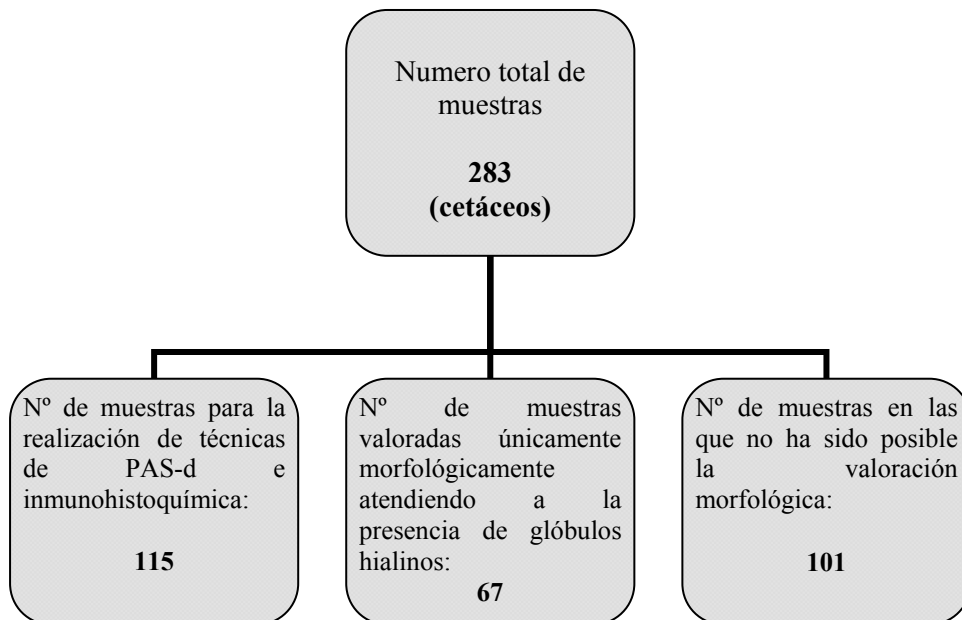 Numero total de
muestras
283
(cetáceos)
Nº de muestras para la
realización de técnicas
de PAS-d e
inmunohistoquímica:
115
Nº de muestras
valoradas únicamente
morfológicamente
atendiendo a la
presencia de glóbulos
hialinos:
67
Nº de muestras en las
que no ha sido posible
la valoración
morfológica:
101